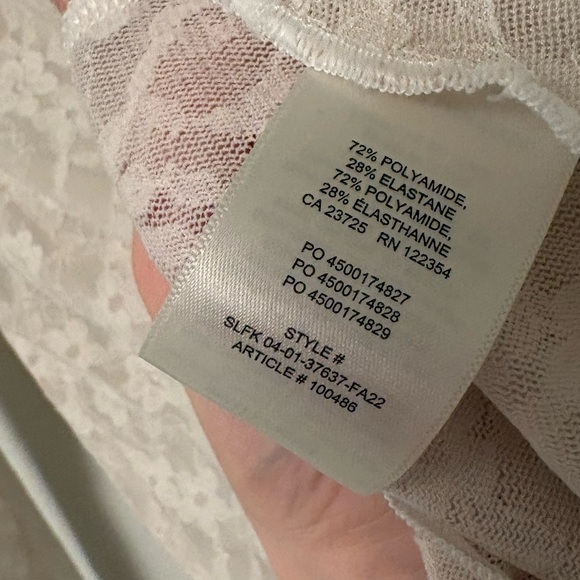 72% POLYAMIDE,
28% ELASTANE
72% POLYAMIDE,
28% ÉLASTHANNE
CA 23725 RN 122354
PO 4500174827
PO 4500174828
PO 4500174829
STYLE #
SLFK 04-01-37637-FA22
ARTICLE # 100486